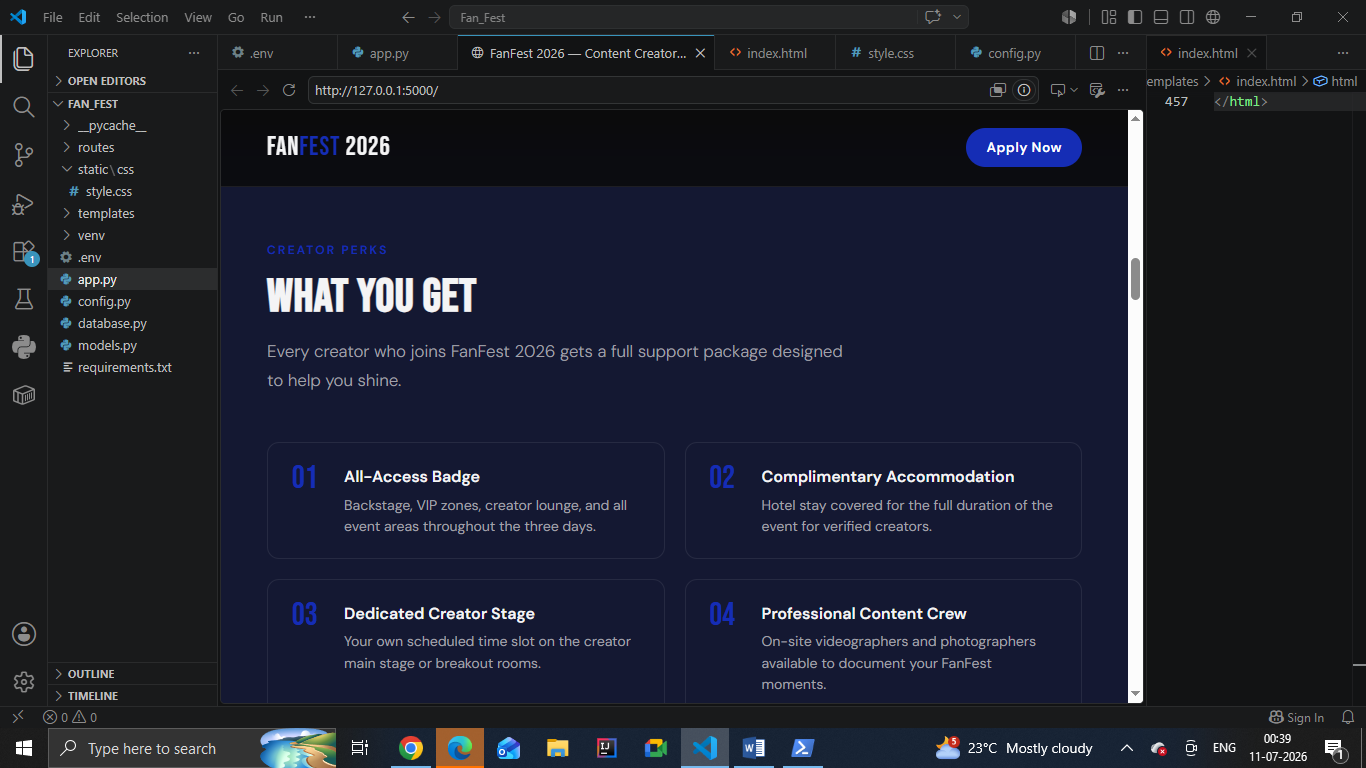 File Edit Selection View Go Run ···
Fan_Fest
EXPLORER ···
.env
app.py
FanFest 2026 — Content Creator...
index.html
style.css
config.py
···
index.html
···
OPEN EDITORS
FAN_FEST
__pycache__
routes
static\css
style.css
templates
venv
.env
app.py
config.py
database.py
models.py
requirements.txt
OUTLINE
TIMELINE
http://127.0.0.1:5000/
···
emplates > index.html > html
457 </html>
FANFEST 2026
Apply Now
CREATOR PERKS
WHAT YOU GET
Every creator who joins FanFest 2026 gets a full support package designed
to help you shine.
01 All-Access Badge
Backstage, VIP zones, creator lounge, and all
event areas throughout the three days.
02 Complimentary Accommodation
Hotel stay covered for the full duration of the
event for verified creators.
03 Dedicated Creator Stage
Your own scheduled time slot on the creator
main stage or breakout rooms.
04 Professional Content Crew
On-site videographers and photographers
available to document your FanFest
moments.
1
0 0
Sign In
Type here to search
5
23°C Mostly cloudy
ENG
00:39
11-07-2026
1